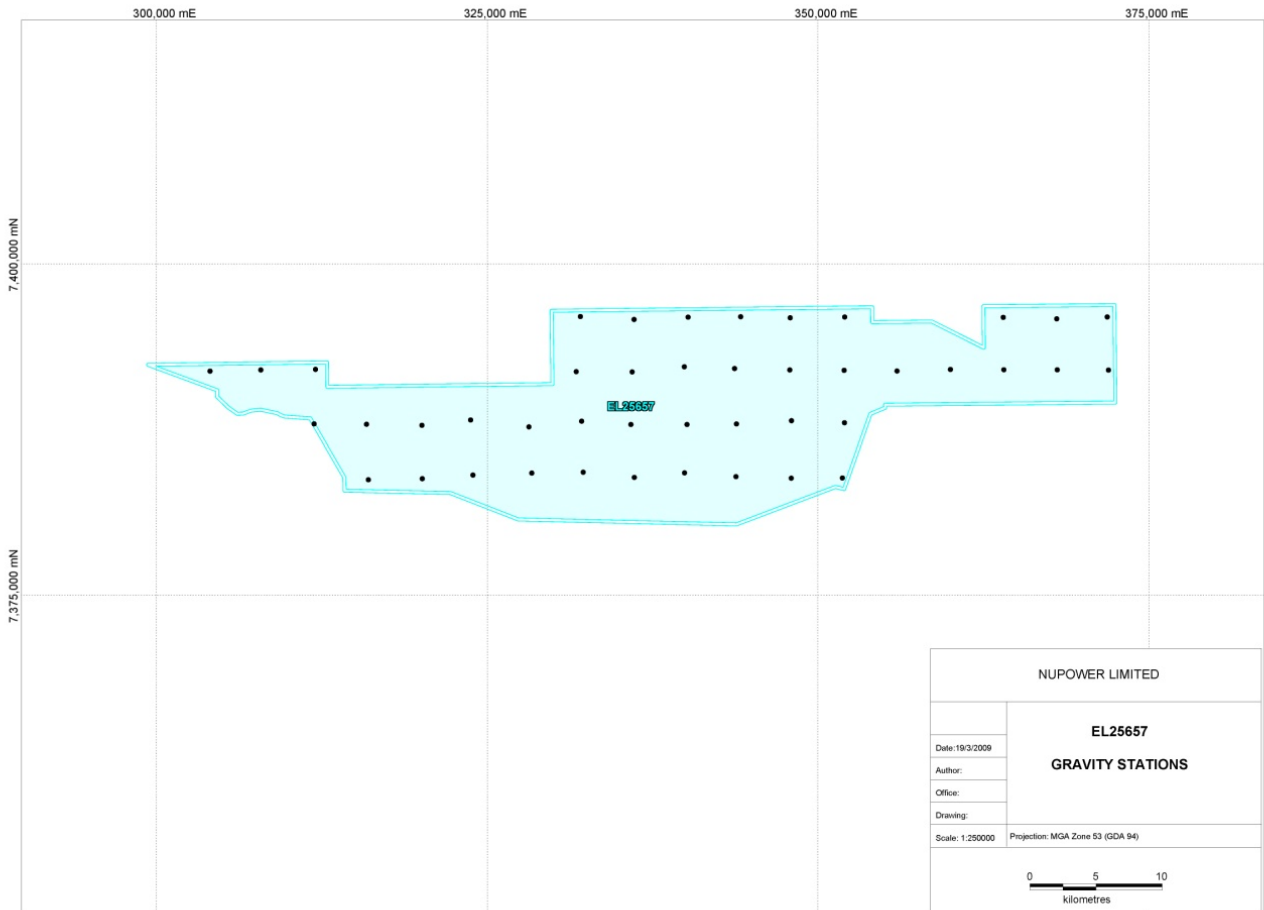 300,000 mE
325,000 mE
350,000 mE
375,000 mE
7,400,000 mN
7,375,000 mN
EL25657
NUPOWER LIMITED
EL25657
GRAVITY STATIONS
Date:19/3/2009
Author:
Office:
Drawing:
Scale: 1:250000
Projection: MGA Zone 53 (GDA 94)
0 5 10
kilometres